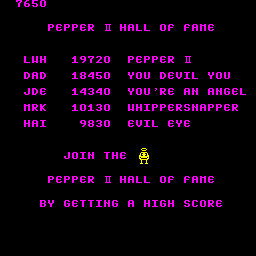 7650
PEPPER II HALL OF FAME
LWH 19720 PEPPER II
DAD 18450 YOU DEVIL YOU
JDE 14340 YOU'RE AN ANGEL
MRK 10130 WHIPPERSNAPPER
HAI 9830 EVIL EYE
JOIN THE
PEPPER II HALL OF FAME
BY GETTING A HIGH SCORE